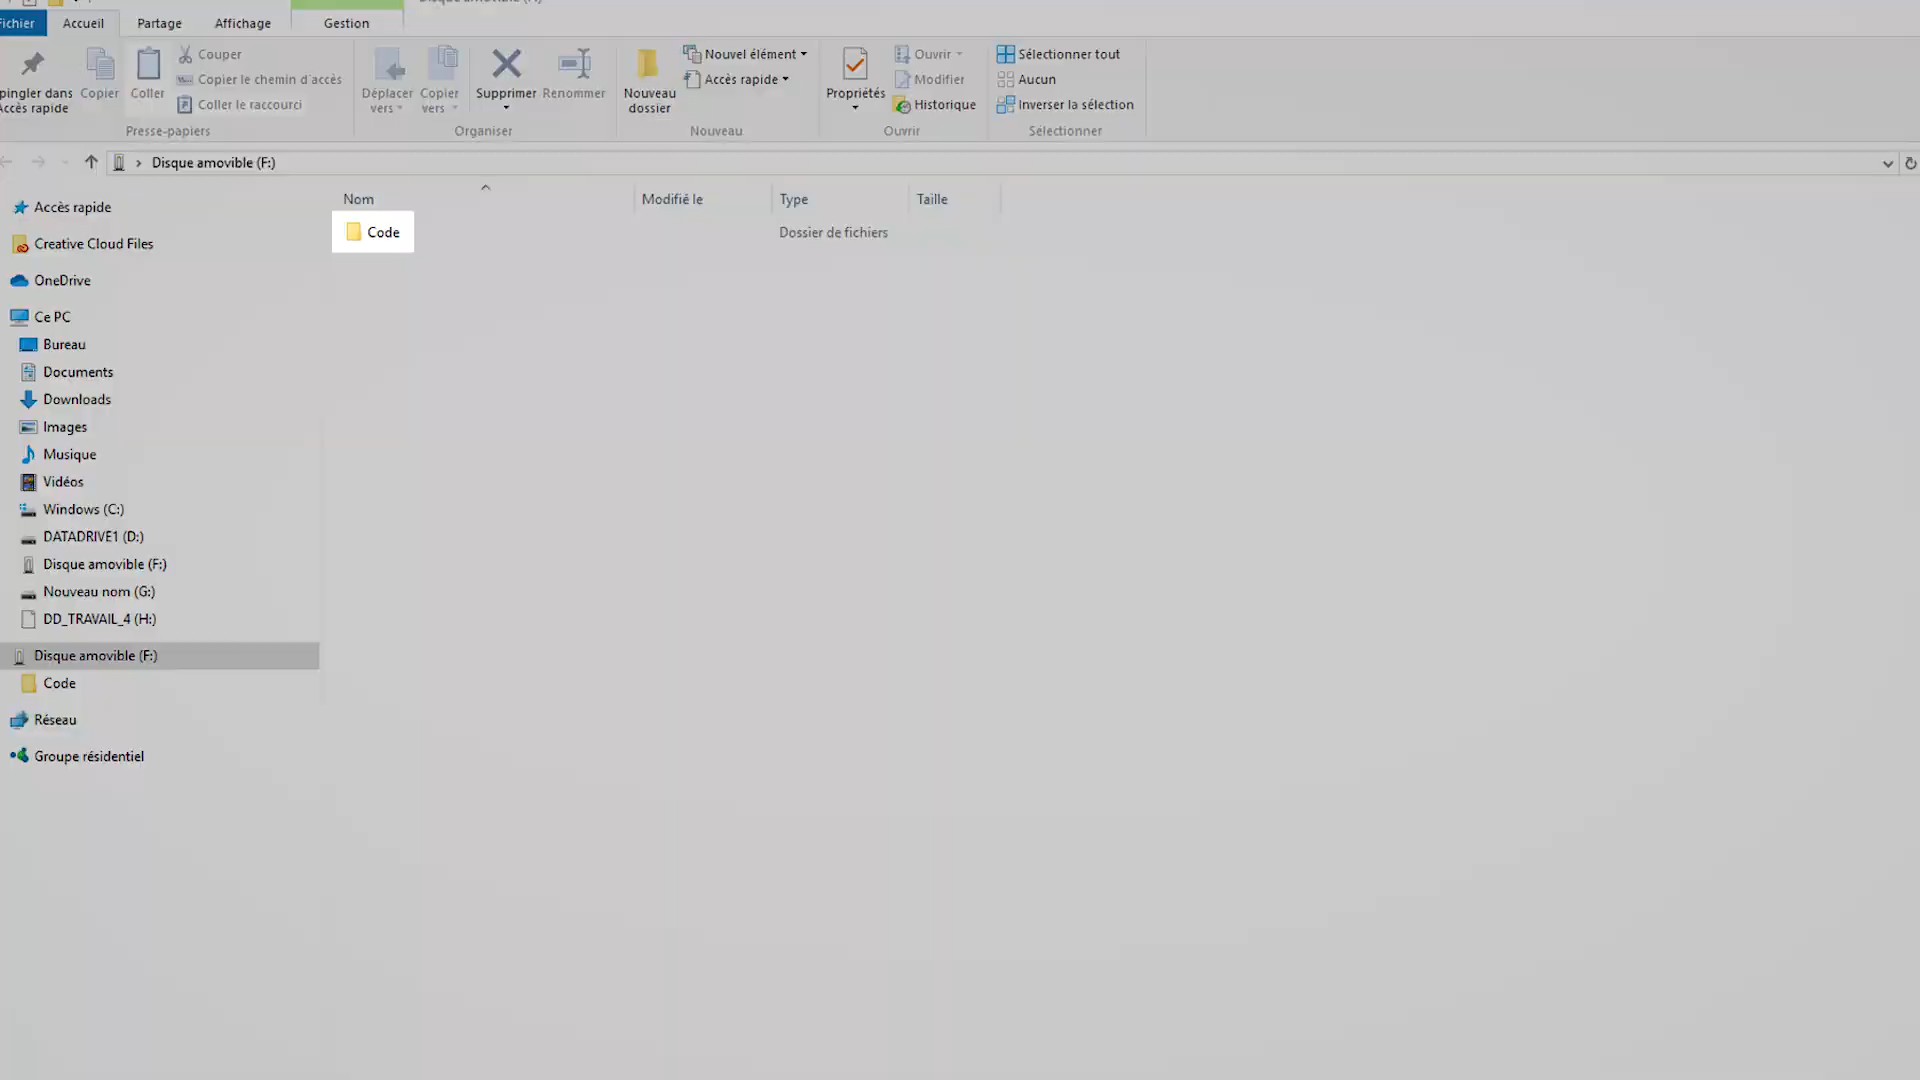 Fichier Accueil Partage Affichage Gestion
Couper
Copier le chemin d'accès
Coller le raccourci
pingler dans
Accès rapide
Copier
Coller
Presse-papiers
Déplacer
vers
Copier
vers
Supprimer
Renommer
Organiser
Nouveau
dossier
Nouvel élément
Accès rapide
Nouveau
Propriétés
Ouvrir
Modifier
Historique
Ouvrir
Sélectionner tout
Aucun
Inverser la sélection
Sélectionner
Disque amovible (F:)
Accès rapide
Creative Cloud Files
OneDrive
Ce PC
Bureau
Documents
Downloads
Images
Musique
Vidéos
Windows (C:)
DATADRIVE1 (D:)
Disque amovible (F:)
Nouveau nom (G:)
DD_TRAVAIL_4 (H:)
Disque amovible (F:)
Code
Réseau
Groupe résidentiel
Nom Modifié le Type Taille
Code Dossier de fichiers